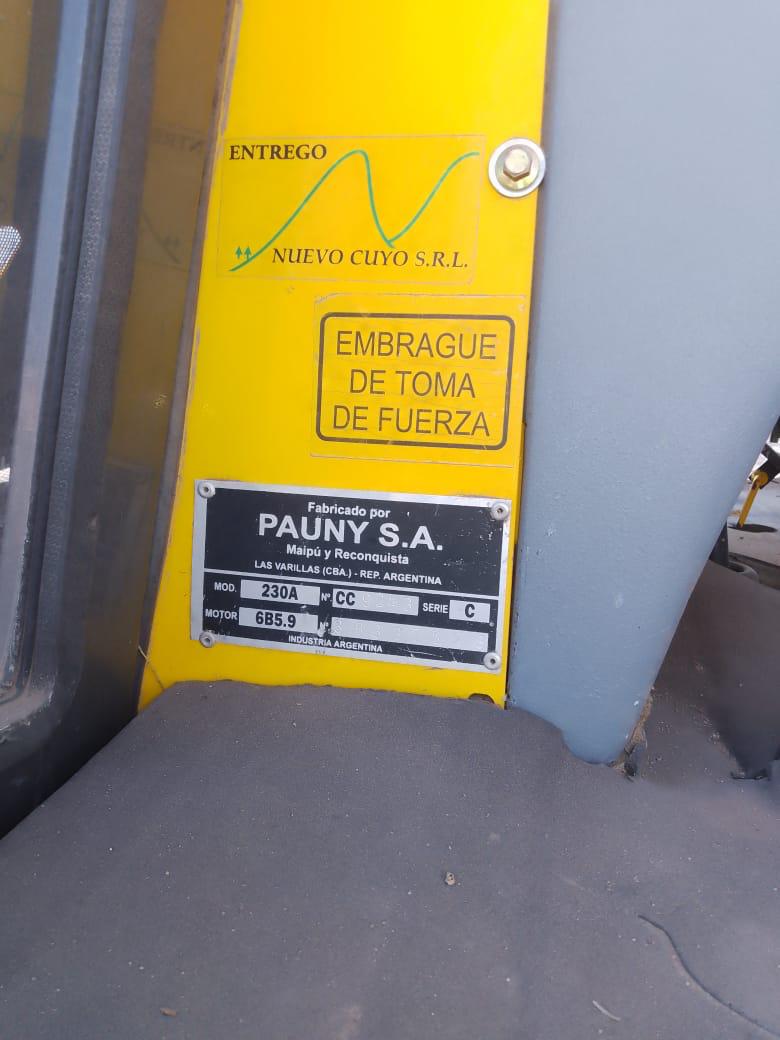 ENTREGO
NUEVO CUYO S.R.L.
EMBRAGUE
DE TOMA
DE FUERZA
Fabricado por
PAUNY S.A.
Maipú y Reconquista
LAS VARILLAS (CBA.) - REP. ARGENTINA
MOD. 230A Nº. CC SERIE C
MOTOR 6B5.9 Nº.
INDUSTRIA ARGENTINA